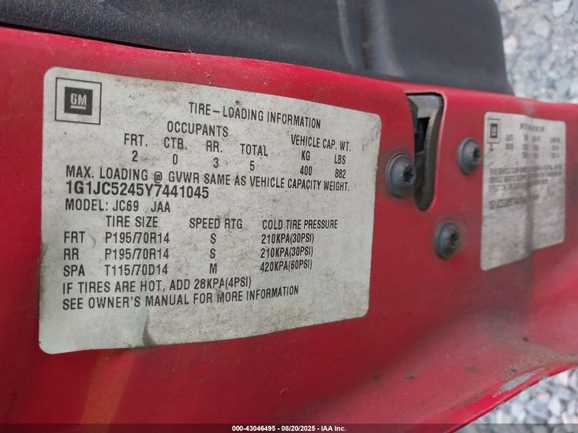 GM
TIRE-LOADING INFORMATION
OCCUPANTS VEHICLE CAP. WT.
FRT. CTB. RR. TOTAL KG LBS
2 0 3 5 400 882
MAX. LOADING @ GVWR SAME AS VEHICLE CAPACITY WEIGHT.
1G1JC5245Y7441045
MODEL: JC69 JAA
TIRE SIZE SPEED RTG COLD TIRE PRESSURE
FRT P195/70R14 S 210KPA(30PSI)
RR P195/70R14 S 210KPA(30PSI)
SPA T115/70D14 M 420KPA(60PSI)
IF TIRES ARE HOT, ADD 28KPA(4PSI)
SEE OWNER'S MANUAL FOR MORE INFORMATION
GM
000-43046495 - 08/20/2025 - IAA Inc.